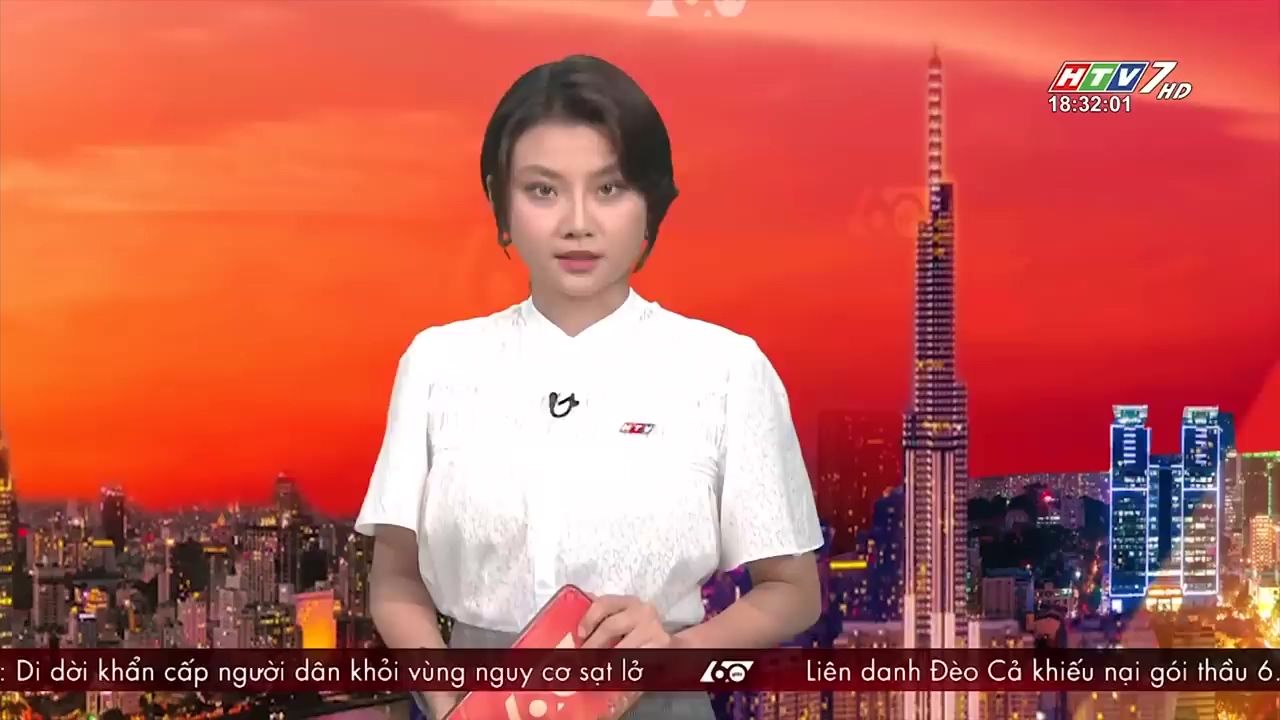 HTV7 HD
18:32:01
HTV
: Di dời khẩn cấp người dân khỏi vùng nguy cơ sạt lở 60 Liên danh Đèo Cả khiếu nại gói thầu 6.